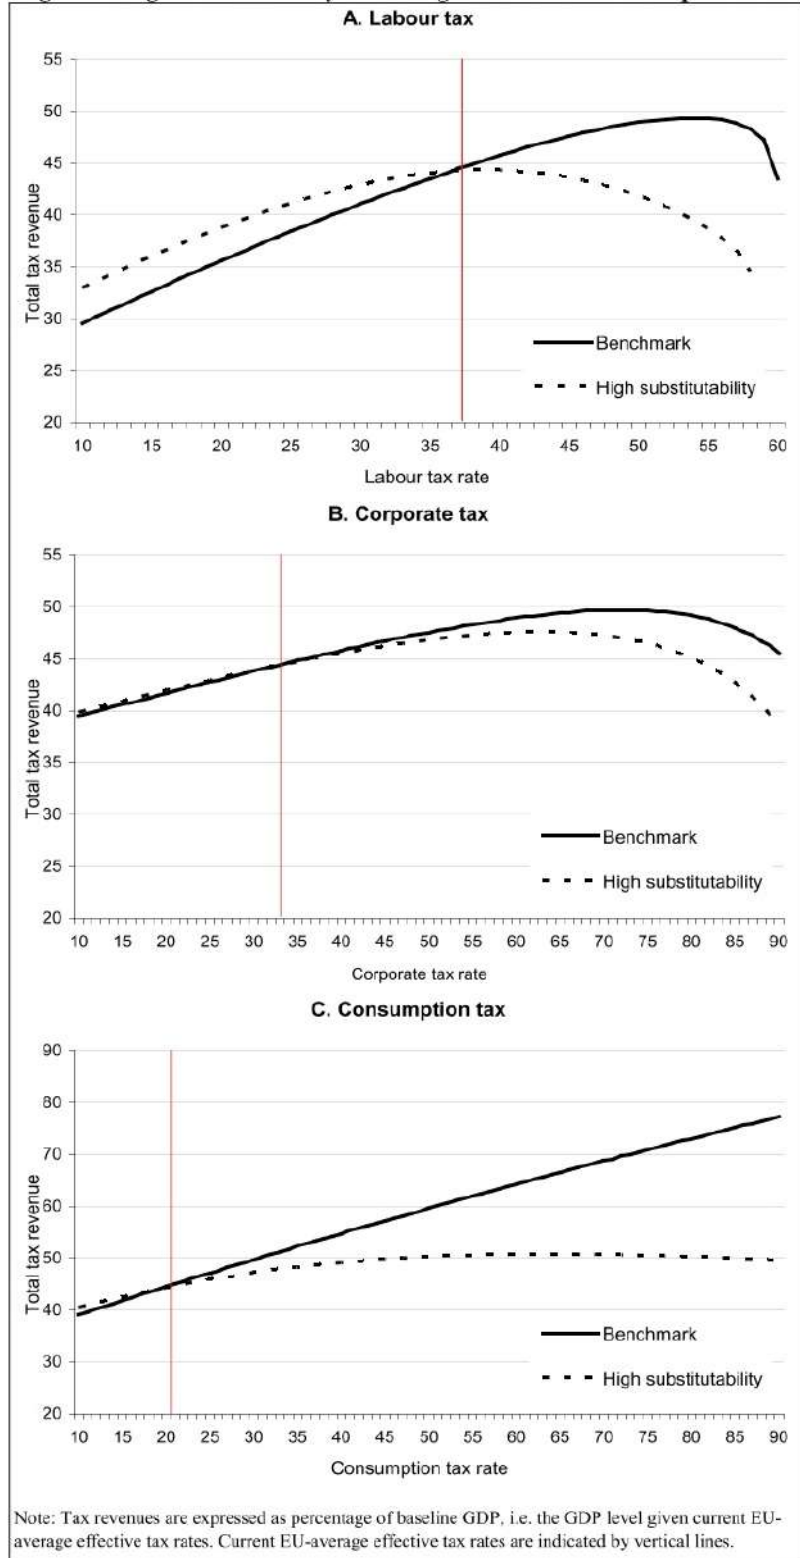 A. Labour tax
55
50
45
40
35
30
25
20
Total tax revenue
Benchmark
High substitutability
10 15 20 25 30 35 40 45 50 55 60
Labour tax rate
B. Corporate tax
55
50
45
40
35
30
25
20
Total tax revenue
Benchmark
High substitutability
10 15 20 25 30 35 40 45 50 55 60 65 70 75 80 85 90
Corporate tax rate
C. Consumption tax
90
80
70
60
50
40
30
20
Total tax revenue
Benchmark
High substitutability
10 15 20 25 30 35 40 45 50 55 60 65 70 75 80 85 90
Consumption tax rate
Note: Tax revenues are expressed as percentage of baseline GDP, i.e. the GDP level given current EU-
average effective tax rates. Current EU-average effective tax rates are indicated by vertical lines.